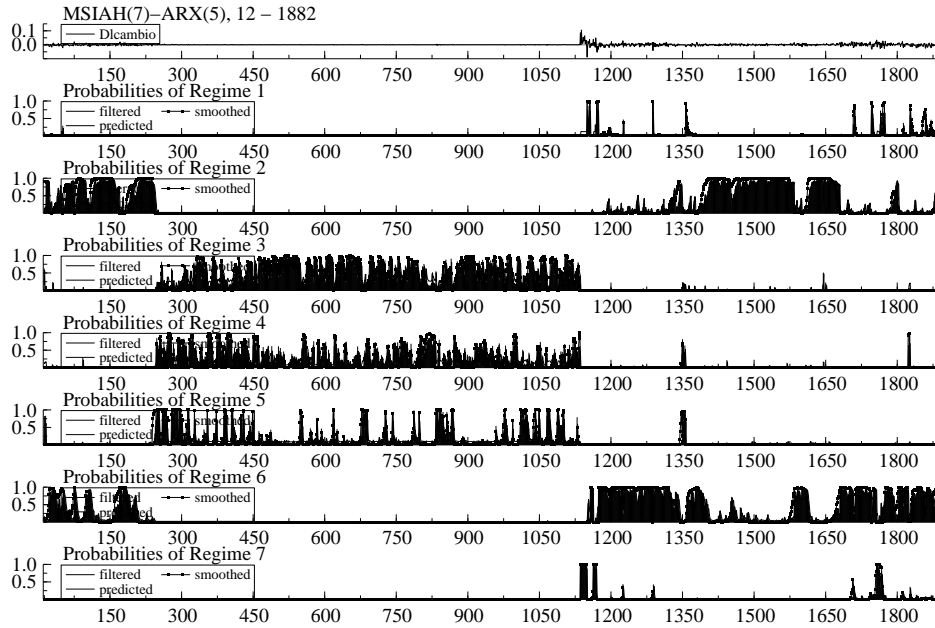 MSIAH(7)−ARX(5), 12 − 1882
0.1
0.0
Dlcambio
150 300 450 600 750 900 1050 1200 1350 1500 1650 1800
Probabilities of Regime 1
1.0
0.5
filtered smoothed
predicted
150 300 450 600 750 900 1050 1200 1350 1500 1650 1800
Probabilities of Regime 2
1.0
0.5
smoothed
150 300 450 600 750 900 1050 1200 1350 1500 1650 1800
Probabilities of Regime 3
1.0
0.5
filtered smoothed
predicted
150 300 450 600 750 900 1050 1200 1350 1500 1650 1800
Probabilities of Regime 4
1.0
0.5
filtered smoothed
predicted
150 300 450 600 750 900 1050 1200 1350 1500 1650 1800
Probabilities of Regime 5
1.0
0.5
filtered smoothed
predicted
150 300 450 600 750 900 1050 1200 1350 1500 1650 1800
Probabilities of Regime 6
1.0
0.5
filtered smoothed
predicted
150 300 450 600 750 900 1050 1200 1350 1500 1650 1800
Probabilities of Regime 7
1.0
0.5
filtered smoothed
predicted
150 300 450 600 750 900 1050 1200 1350 1500 1650 1800